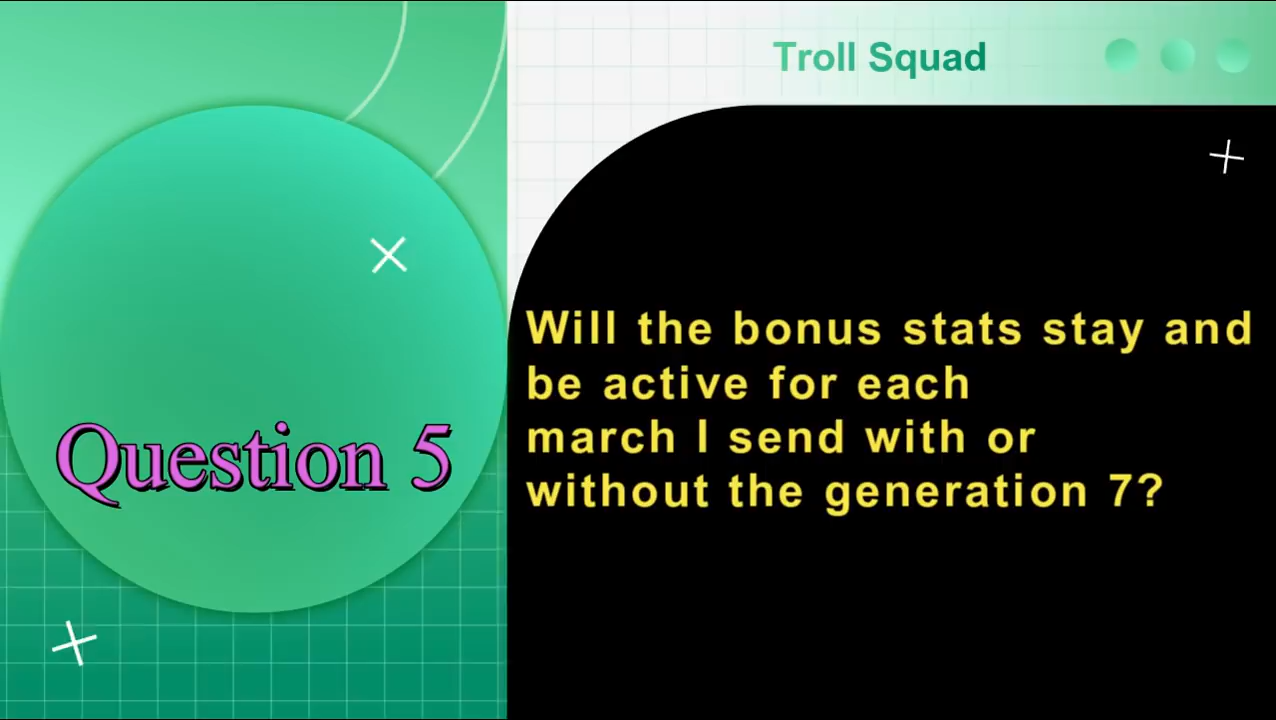 Troll Squad
Question 5
Will the bonus stats stay and
be active for each
march I send with or
without the generation 7?